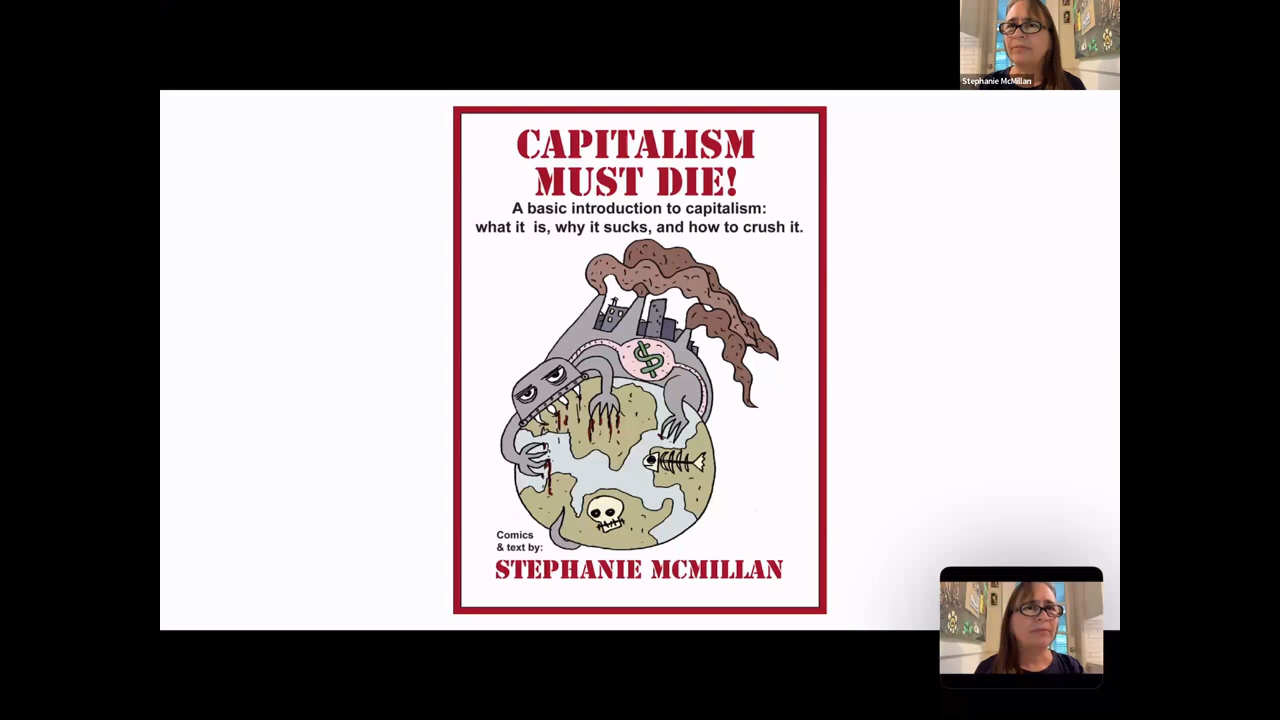 Stephanie McMillan
CAPITALISM
MUST DIE!
A basic introduction to capitalism:
what it is, why it sucks, and how to crush it.
$
Comics
& text by:
STEPHANIE MCMILLAN